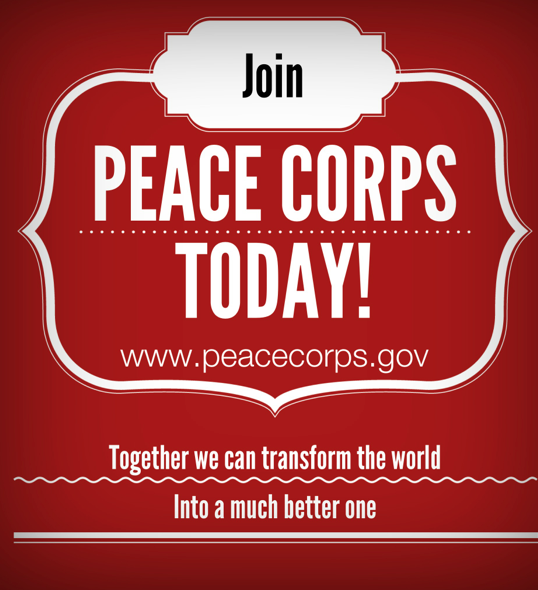 Join
PEACE CORPS
TODAY!
www.peacecorps.gov
Together we can transform the world
Into a much better one